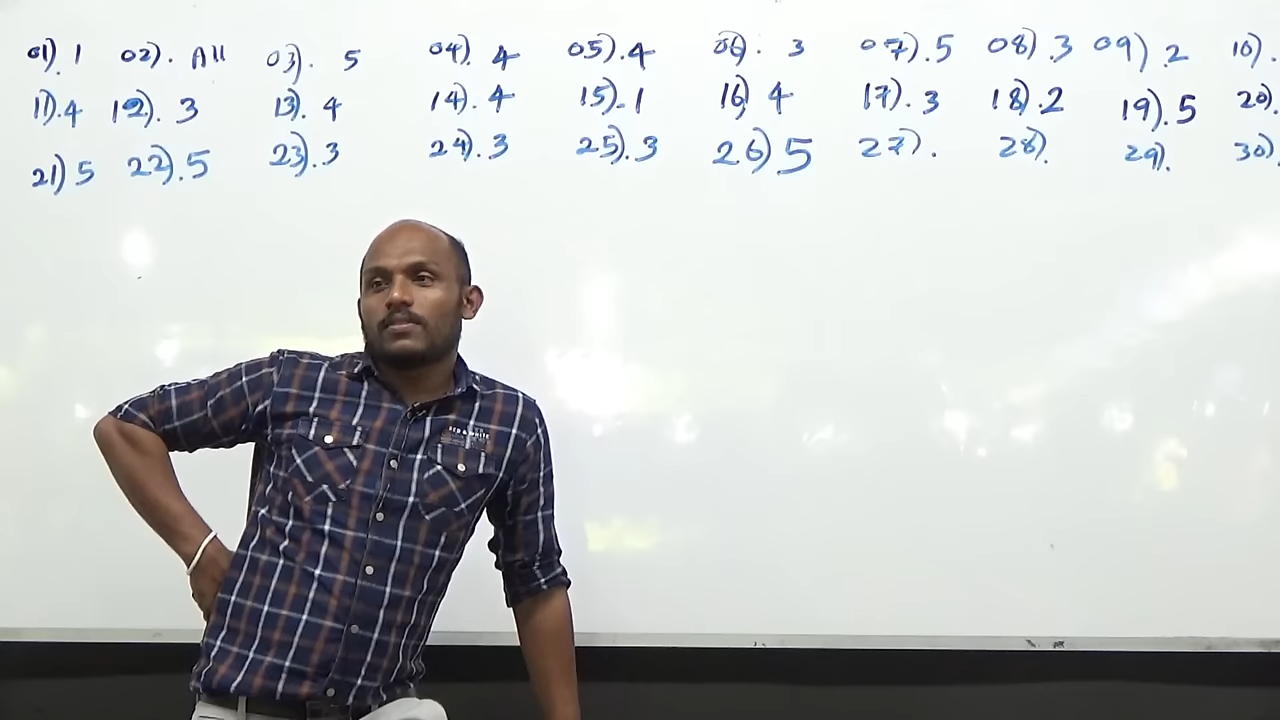 01). 1 02). All 03). 5 04). 4 05). 4 06). 3 07). 5 08). 3 09). 2 10).
11). 4 12). 3 13). 4 14). 4 15). 1 16) 4 17). 3 18). 2 19). 5 20).
21) 5 22). 5 23). 3 24). 3 25). 3 26) 5 27). 28). 29). 30).
RED & WHITE